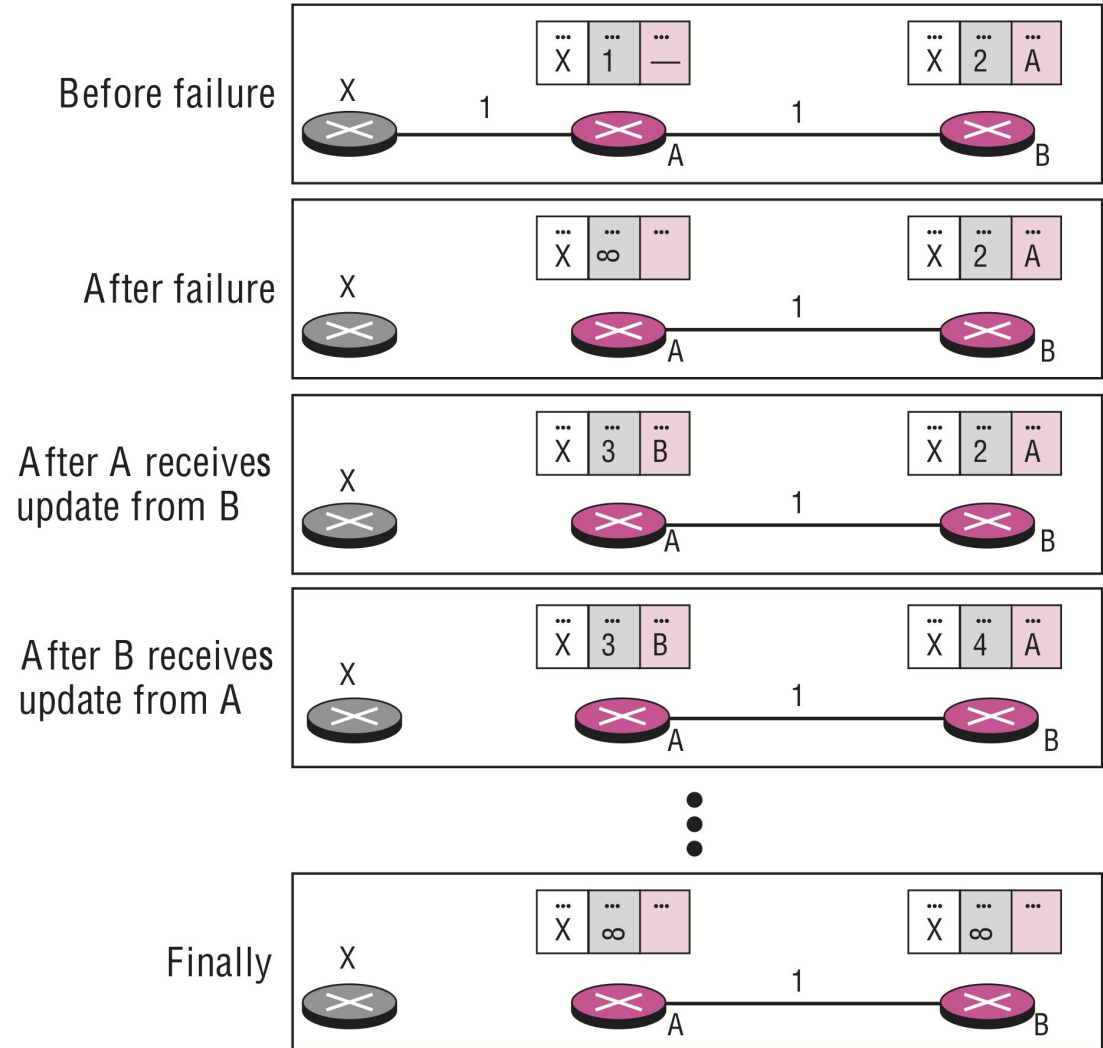 Before failure
X
1
... ... ...
X 1 —
A
1
... ... ...
X 2 A
B
After failure
X
... ... ...
X ∞
A
1
... ... ...
X 2 A
B
After A receives
update from B
X
... ... ...
X 3 B
A
1
... ... ...
X 2 A
B
After B receives
update from A
X
... ... ...
X 3 B
A
1
... ... ...
X 4 A
B
Finally
X
... ... ...
X ∞
A
1
... ... ...
X ∞
B